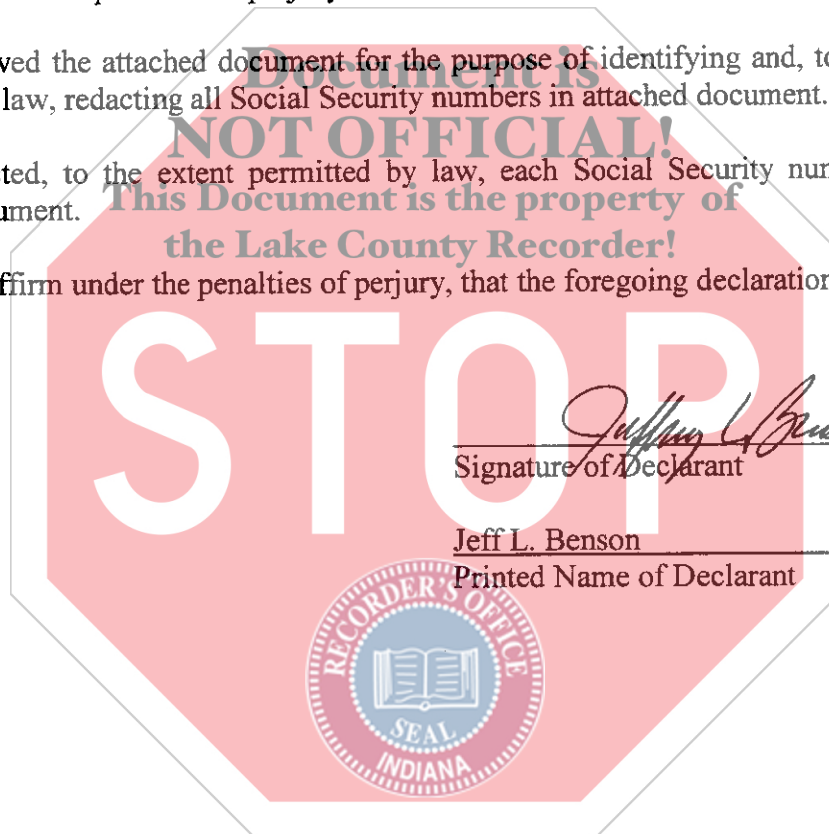 ved the attached document for the purpose of identifying and, to
law, redacting all Social Security numbers in attached document.
ted, to the extent permitted by law, each Social Security num
ument.
ffirm under the penalties of perjury, that the foregoing declaration
Document is
NOT OFFICIAL!
This Document is the property of
the Lake County Recorder!
STOP
Signature of Declarant
Jeff L. Benson
Printed Name of Declarant
RECORDER'S OFFICE
SEAL
INDIANA